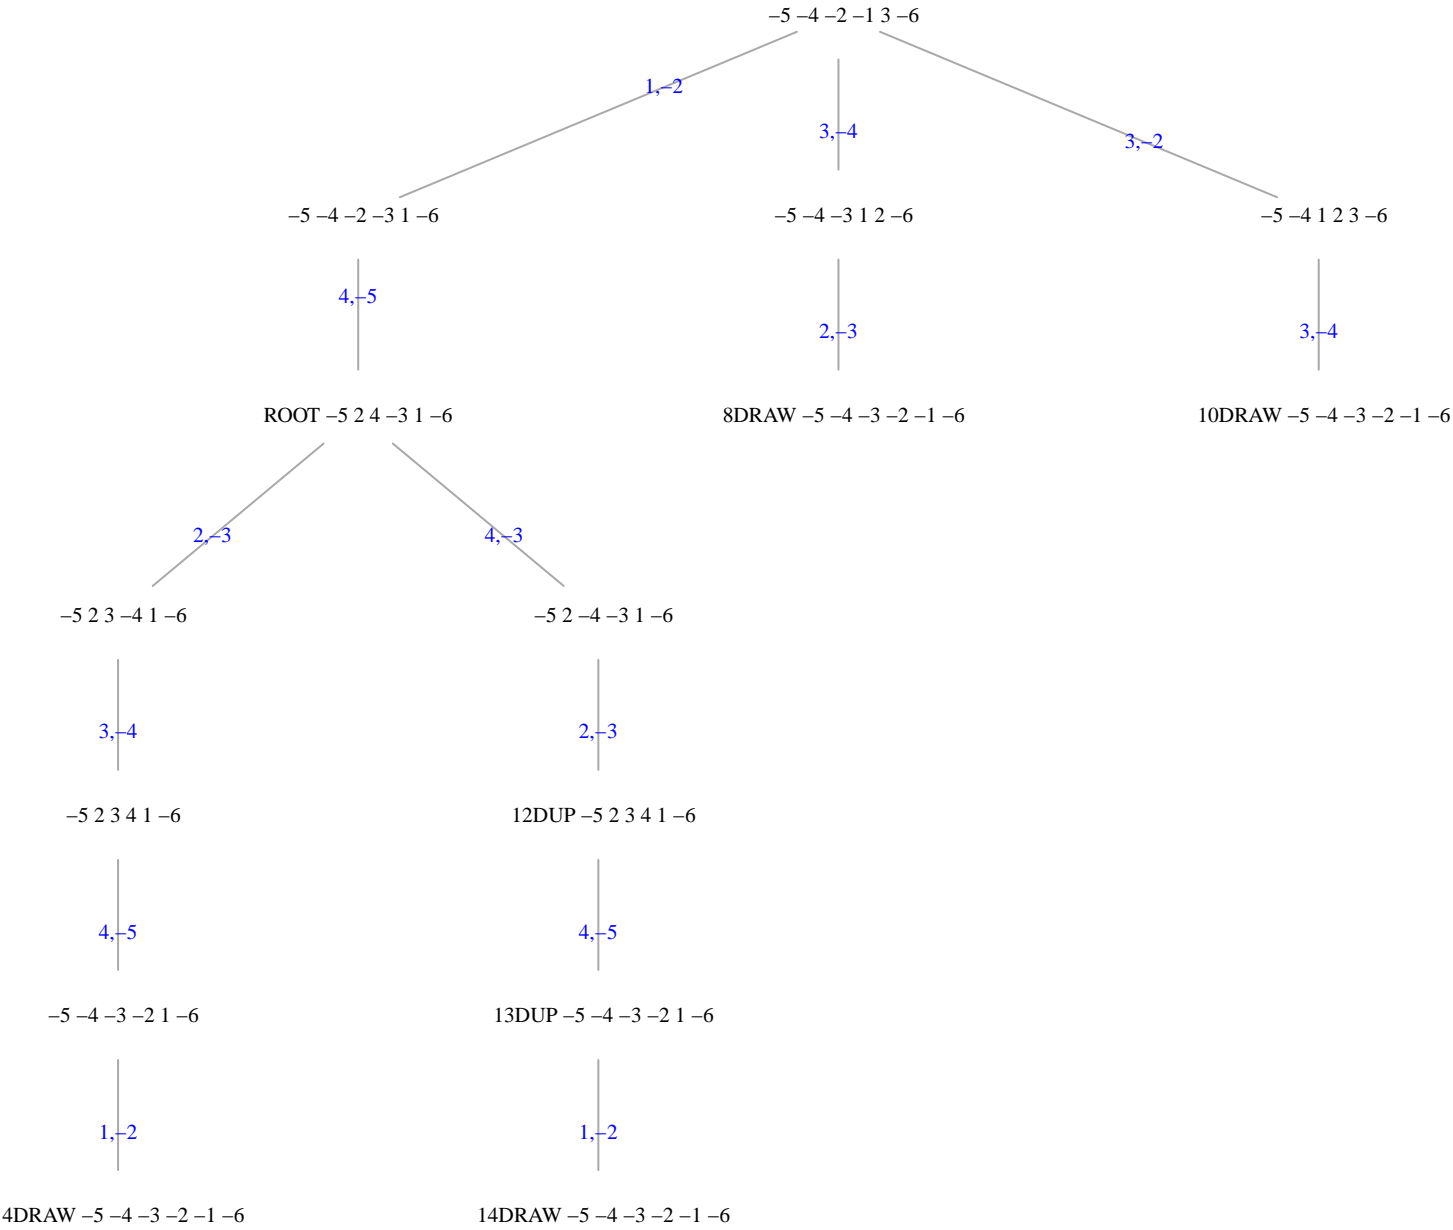 –5 –4 –2 –1 3 –6
1,–2
3,–4
3,–2
–5 –4 –2 –3 1 –6
–5 –4 –3 1 2 –6
–5 –4 1 2 3 –6
4,–5
2,–3
3,–4
ROOT –5 2 4 –3 1 –6
8DRAW –5 –4 –3 –2 –1 –6
10DRAW –5 –4 –3 –2 –1 –6
2,–3
4,–3
–5 2 3 –4 1 –6
–5 2 –4 –3 1 –6
3,–4
2,–3
–5 2 3 4 1 –6
12DUP –5 2 3 4 1 –6
4,–5
4,–5
–5 –4 –3 –2 1 –6
13DUP –5 –4 –3 –2 1 –6
1,–2
1,–2
4DRAW –5 –4 –3 –2 –1 –6
14DRAW –5 –4 –3 –2 –1 –6